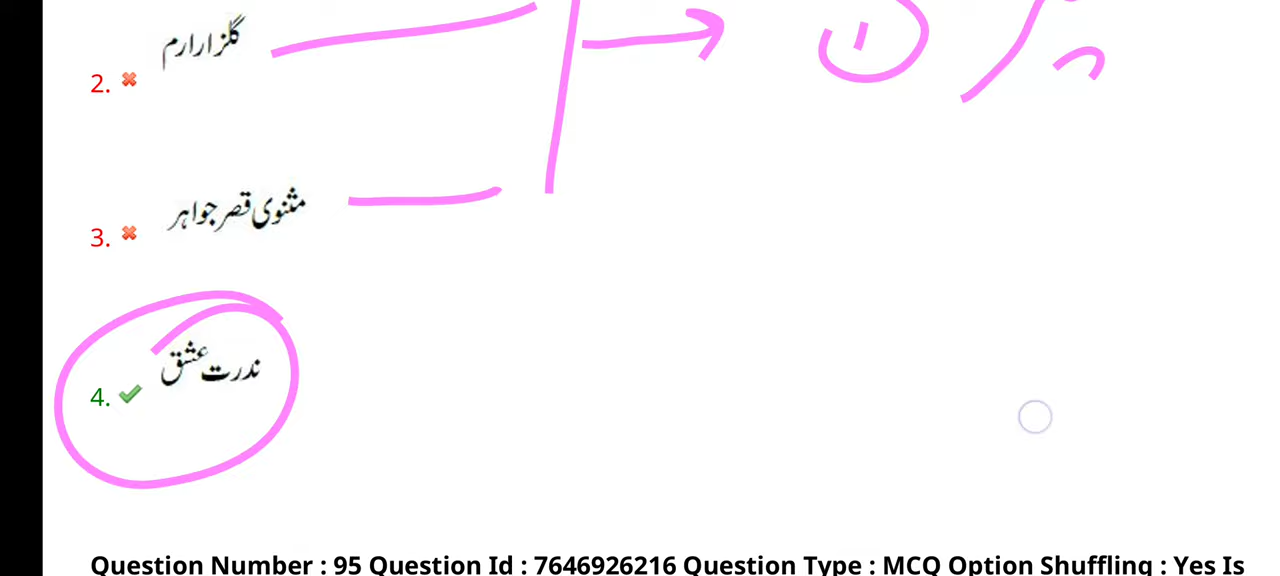 گلزار ارم
2.
مثنوی قصر جواہر
3.
ندرت عشق
4.
Question Number : 95 Question Id : 7646926216 Question Type : MCQ Option Shuffling : Yes Is